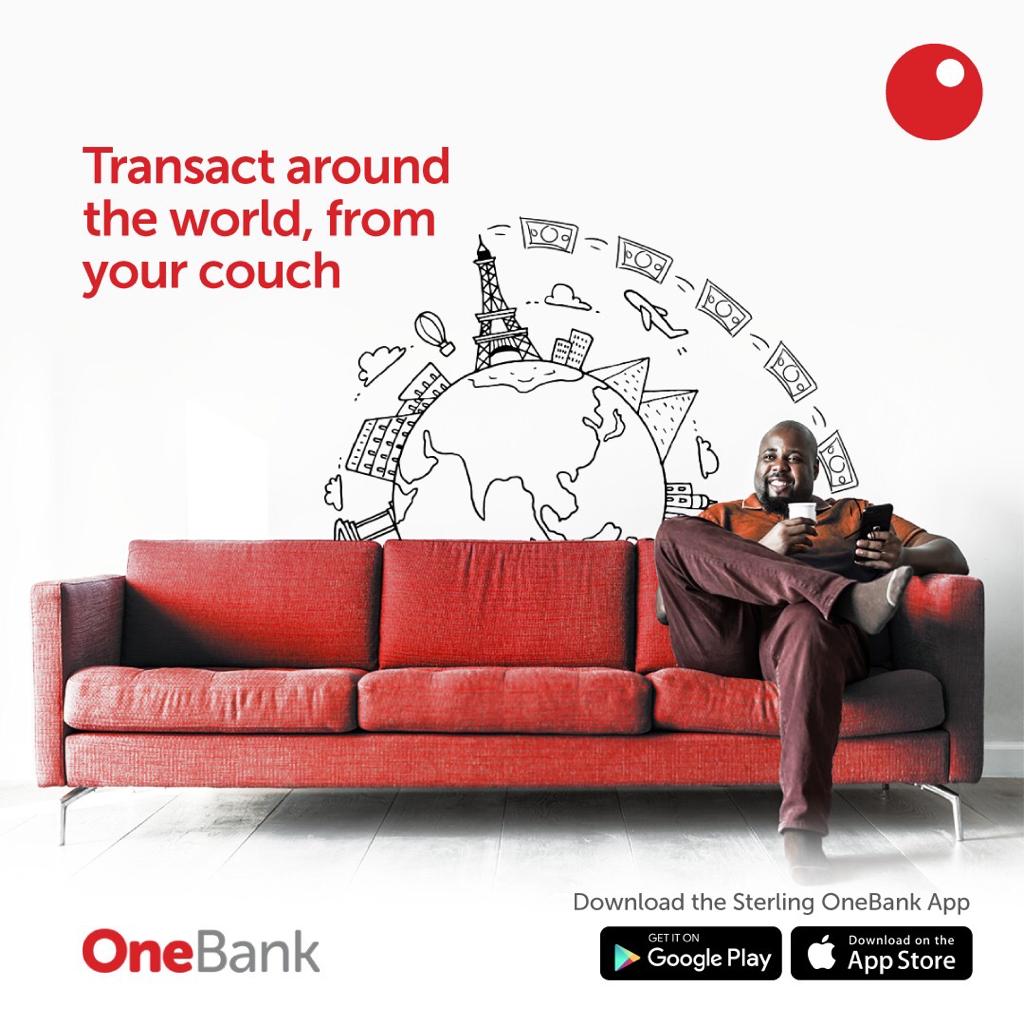 Transact around
the world, from
your couch
Download the Sterling OneBank App
OneBank
GET IT ON
Google Play
Download on the
App Store